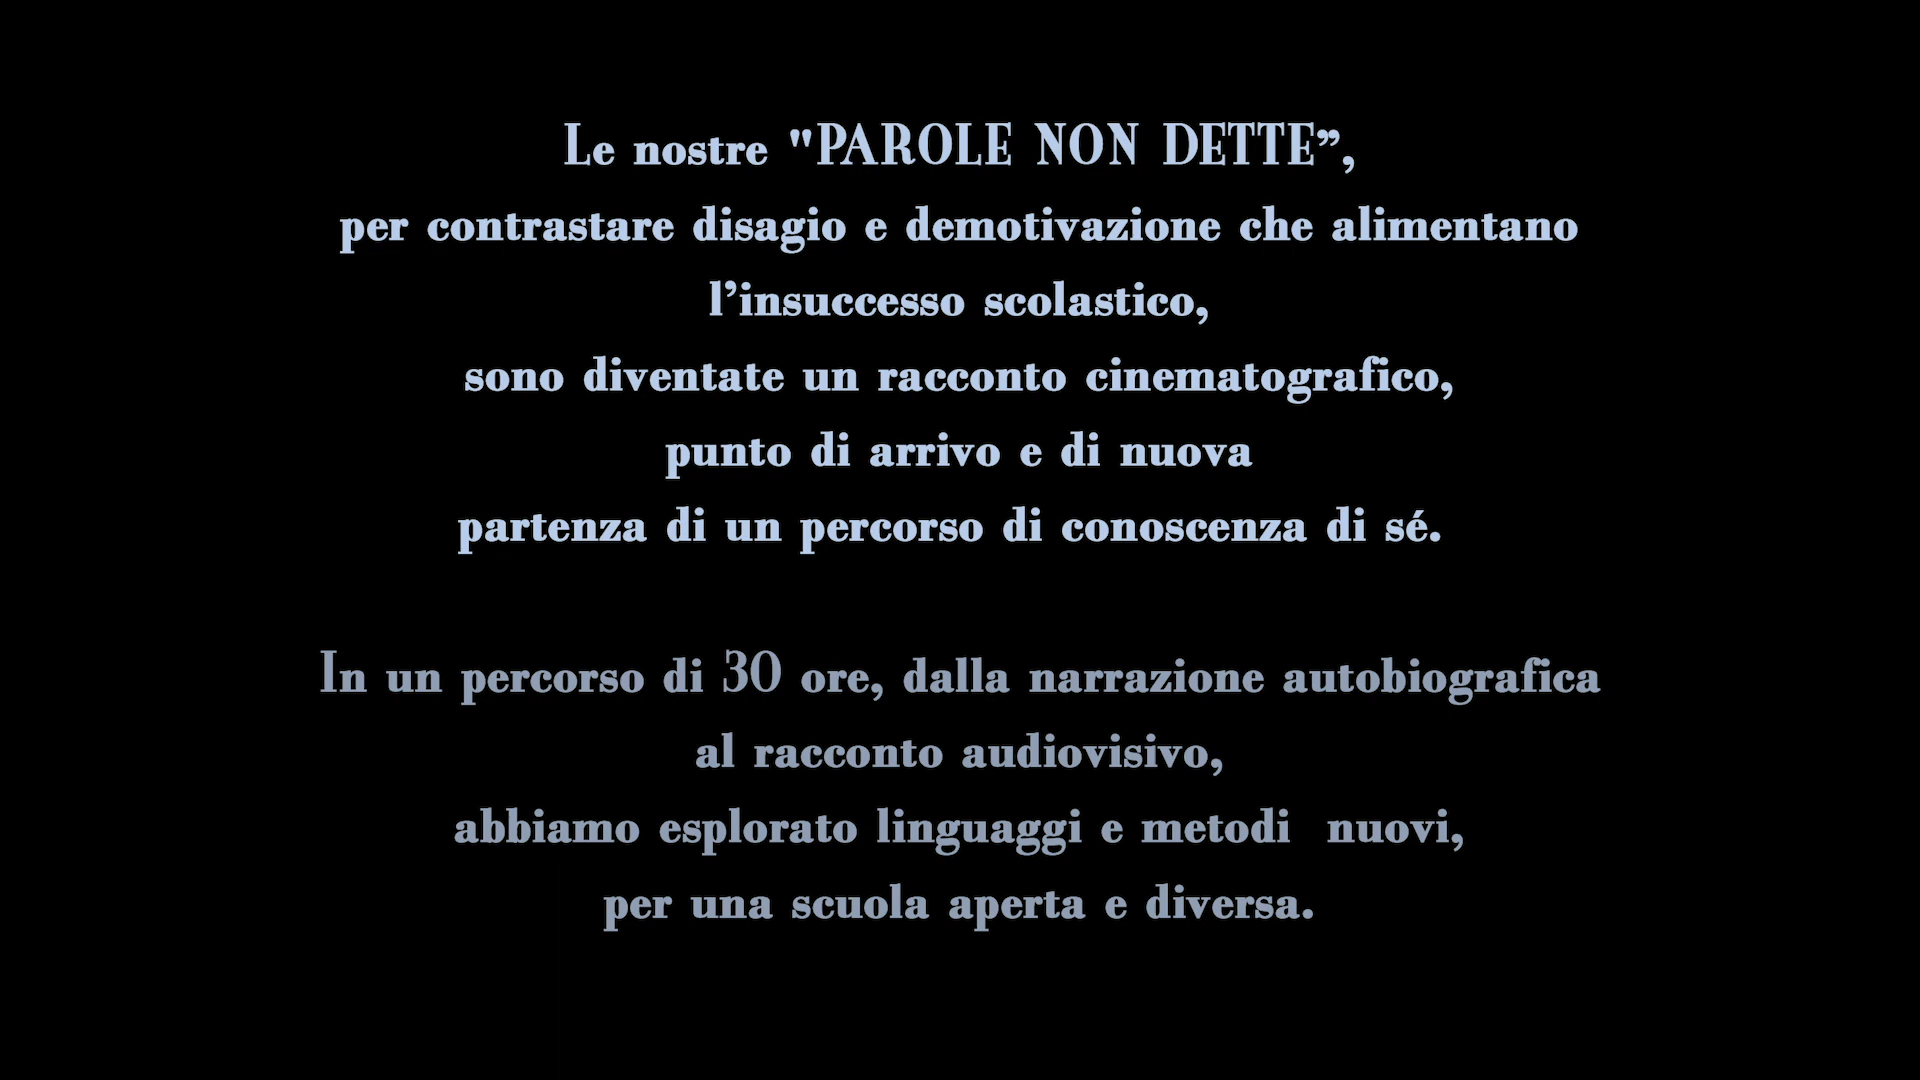 Le nostre "PAROLE NON DETTE”,
per contrastare disagio e demotivazione che alimentano
l’insuccesso scolastico,
sono diventate un racconto cinematografico,
punto di arrivo e di nuova
partenza di un percorso di conoscenza di sé.
In un percorso di 30 ore, dalla narrazione autobiografica
al racconto audiovisivo,
abbiamo esplorato linguaggi e metodi  nuovi,
per una scuola aperta e diversa.